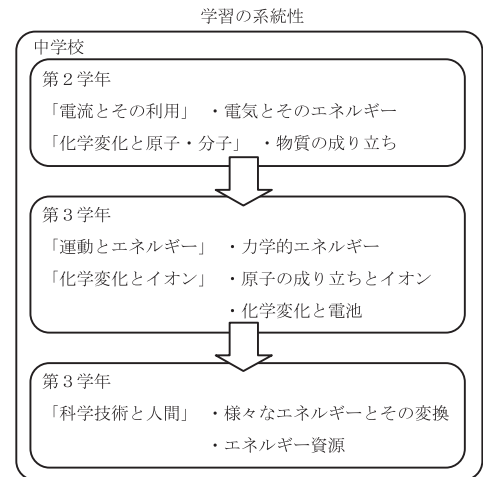 学習の系統性
中学校
第２学年
「電流とその利用」 ・電気とそのエネルギー
「化学変化と原子・分子」 ・物質の成り立ち
第３学年
「運動とエネルギー」 ・力学的エネルギー
「化学変化とイオン」 ・原子の成り立ちとイオン
・化学変化と電池
第３学年
「科学技術と人間」 ・様々なエネルギーとその変換
・エネルギー資源